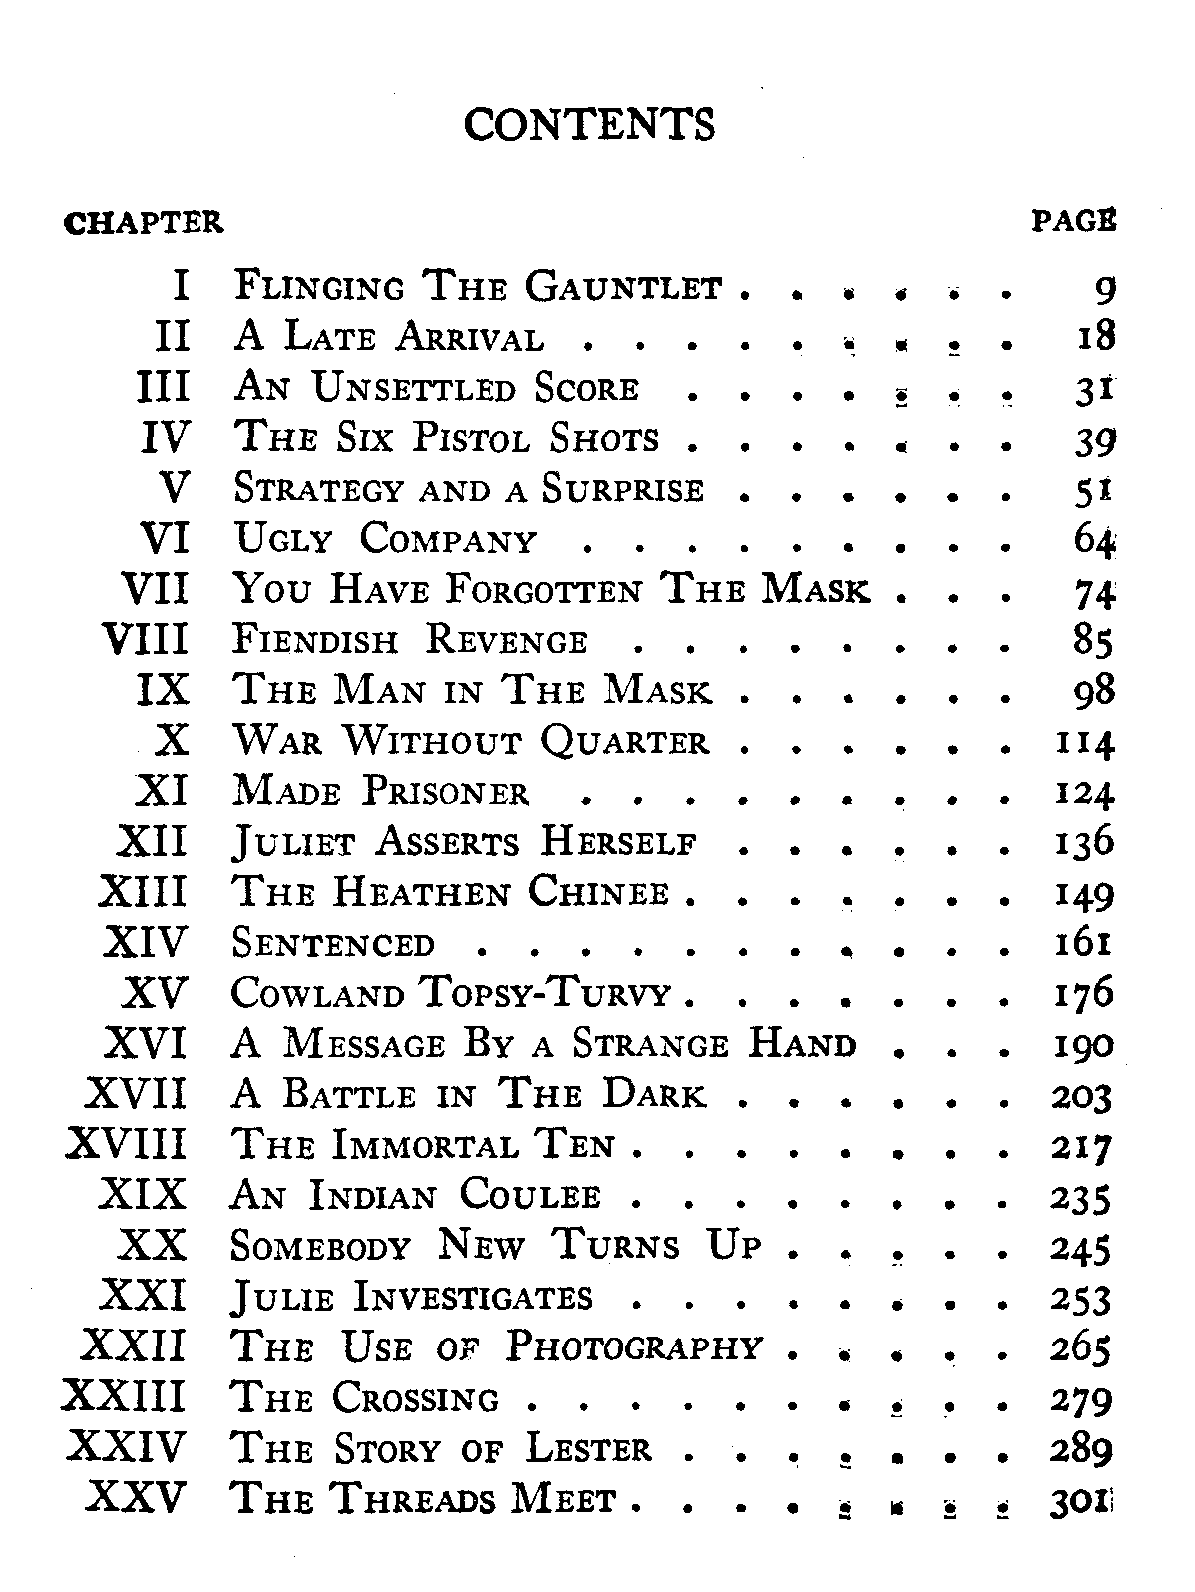 CONTENTS
CHAPTER PAGE
I Flinging The Gauntlet . . . . . . 9
II A Late Arrival . . . . . . . . . 18
III An Unsettled Score . . . . . . . 31
IV The Six Pistol Shots . . . . . . . 39
V Strategy and a Surprise . . . . . . 51
VI Ugly Company . . . . . . . . . 64
VII You Have Forgotten The Mask . . . 74
VIII Fiendish Revenge . . . . . . . . 85
IX The Man in The Mask . . . . . . 98
X War Without Quarter . . . . . . 114
XI Made Prisoner . . . . . . . . . 124
XII Juliet Asserts Herself . . . . . . 136
XIII The Heathen Chinee . . . . . . . 149
XIV Sentenced . . . . . . . . . . . 161
XV Cowland Topsy-Turvy . . . . . . . 176
XVI A Message By a Strange Hand . . . 190
XVII A Battle in The Dark . . . . . . 203
XVIII The Immortal Ten . . . . . . . . 217
XIX An Indian Coulee . . . . . . . . 235
XX Somebody New Turns Up . . . . . 245
XXI Julie Investigates . . . . . . . . 253
XXII The Use of Photography . . . . . 265
XXIII The Crossing . . . . . . . . . . 279
XXIV The Story of Lester . . . . . . . 289
XXV The Threads Meet . . . . . . . . 301